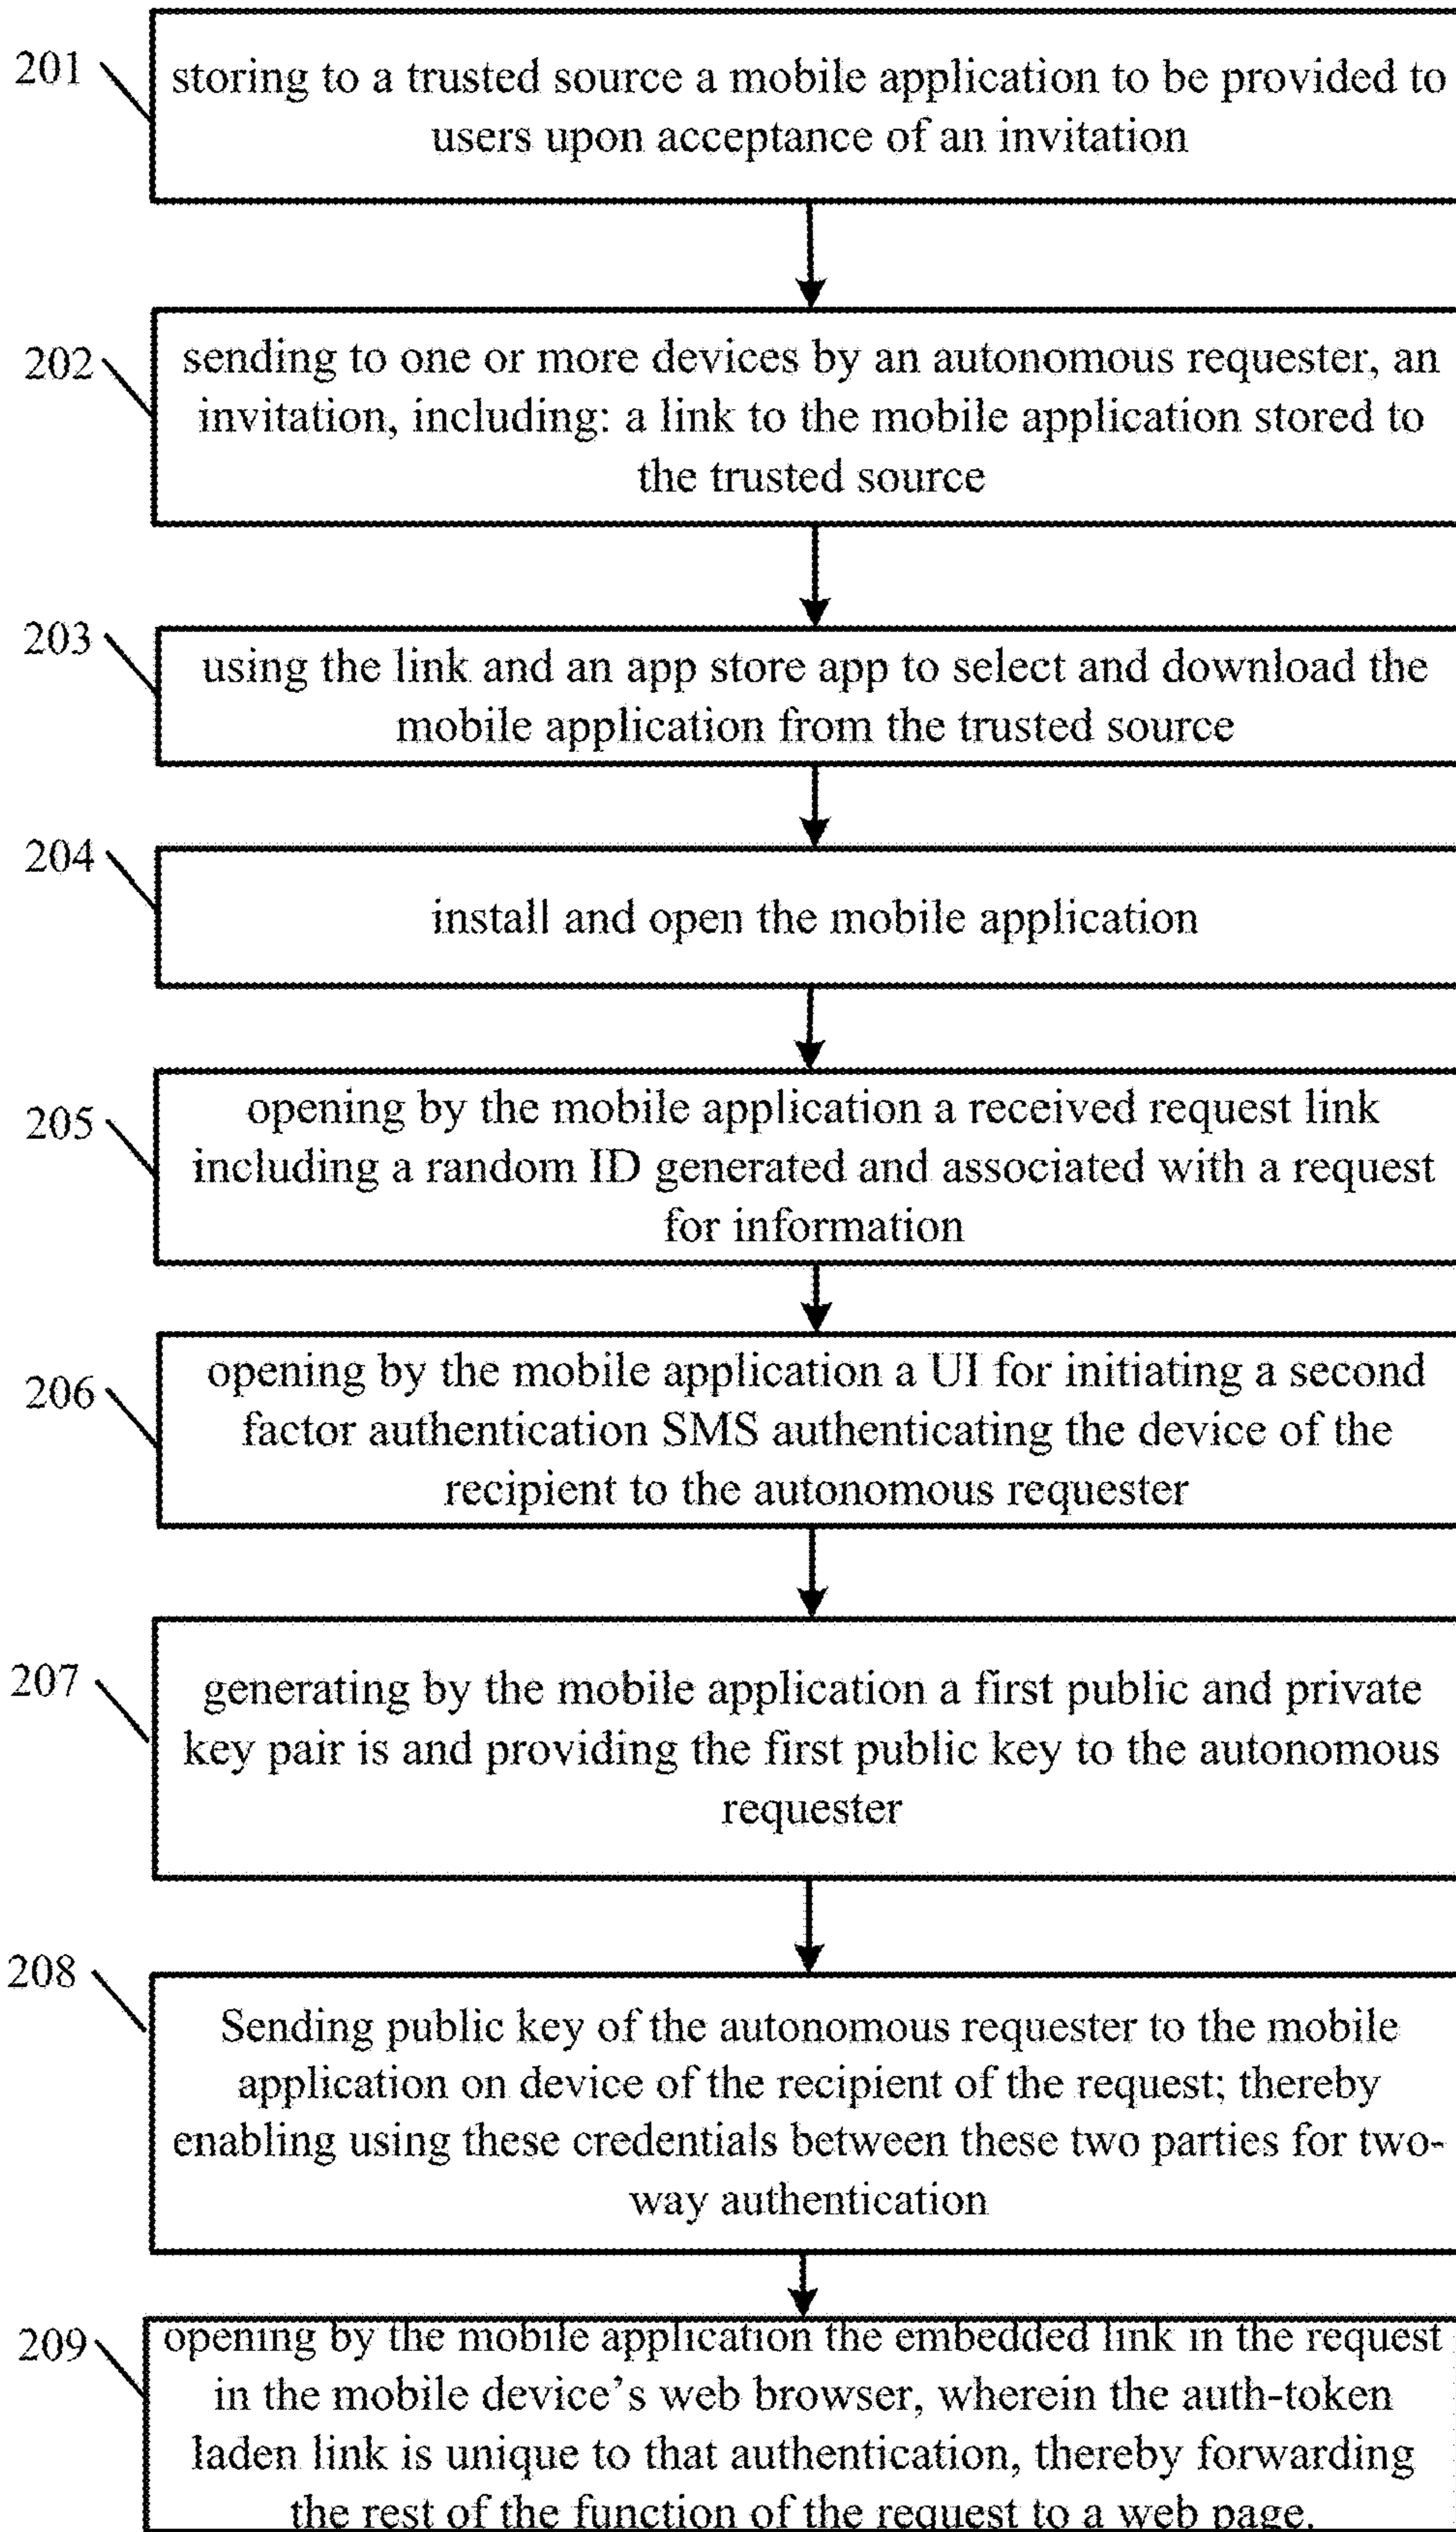 201
storing to a trusted source a mobile application to be provided to
users upon acceptance of an invitation
202
sending to one or more devices by an autonomous requester, an
invitation, including: a link to the mobile application stored to
the trusted source
203
using the link and an app store app to select and download the
mobile application from the trusted source
204
install and open the mobile application
205
opening by the mobile application a received request link
including a random ID generated and associated with a request
for information
206
opening by the mobile application a UI for initiating a second
factor authentication SMS authenticating the device of the
recipient to the autonomous requester
207
generating by the mobile application a first public and private
key pair is and providing the first public key to the autonomous
requester
208
Sending public key of the autonomous requester to the mobile
application on device of the recipient of the request; thereby
enabling using these credentials between these two parties for two-
way authentication
209
opening by the mobile application the embedded link in the request
in the mobile device's web browser, wherein the auth-token
laden link is unique to that authentication, thereby forwarding
the rest of the function of the request to a web page.